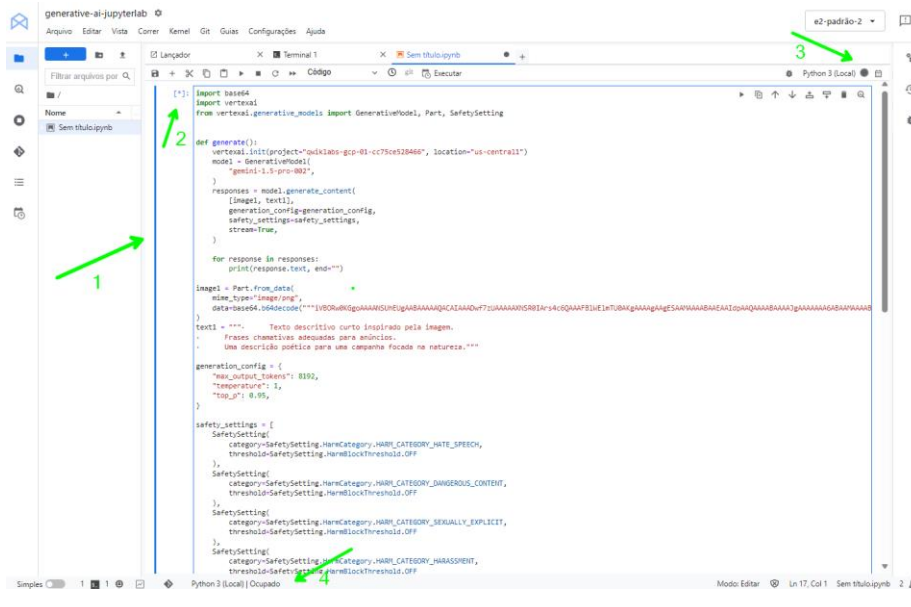 generative-ai-jupyterlab
Arquivo Editar Vista Correr Kernel Git Guias Configurações Ajuda
e2-padrão-2
Lançador
Terminal 1
Sem título.ipynb
Código
Executar
Python 3 (Local)
Filtrar arquivos por
Nome
Sem título.ipynb
1
2
3
4
[*]:
import base64
import vertexai
from vertexai.generative_models import GenerativeModel, Part, SafetySetting
def generate():
vertexai.init(project="qwiklabs-gcp-01-cc75ce528466", location="us-central1")
model = GenerativeModel(
"gemini-1.5-pro-002",
)
responses = model.generate_content(
[image1, text1],
generation_config=generation_config,
safety_settings=safety_settings,
stream=True,
)
for response in responses:
print(response.text, end="")
image1 = Part.from_data(
mime_type="image/png",
data=base64.b64decode("""
)
text1 = """- Texto descritivo curto inspirado pela imagem.
- Frases chamativas adequadas para anúncios.
- Uma descrição poética para uma campanha focada na natureza."""
generation_config = {
"max_output_tokens": 8192,
"temperature": 1,
"top_p": 0.95,
}
safety_settings = [
SafetySetting(
category=SafetySetting.HarmCategory.HARM_CATEGORY_HATE_SPEECH,
threshold=SafetySetting.HarmBlockThreshold.OFF
),
SafetySetting(
category=SafetySetting.HarmCategory.HARM_CATEGORY_DANGEROUS_CONTENT,
threshold=SafetySetting.HarmBlockThreshold.OFF
),
SafetySetting(
category=SafetySetting.HarmCategory.HARM_CATEGORY_SEXUALLY_EXPLICIT,
threshold=SafetySetting.HarmBlockThreshold.OFF
),
SafetySetting(
category=SafetySetting.HarmCategory.HARM_CATEGORY_HARASSMENT,
threshold=SafetySetting.HarmBlockThreshold.OFF
Simples 1 1 Python 3 (Local) | Ocupado Modo: Editar Ln 17, Col 1 Sem título.ipynb 2